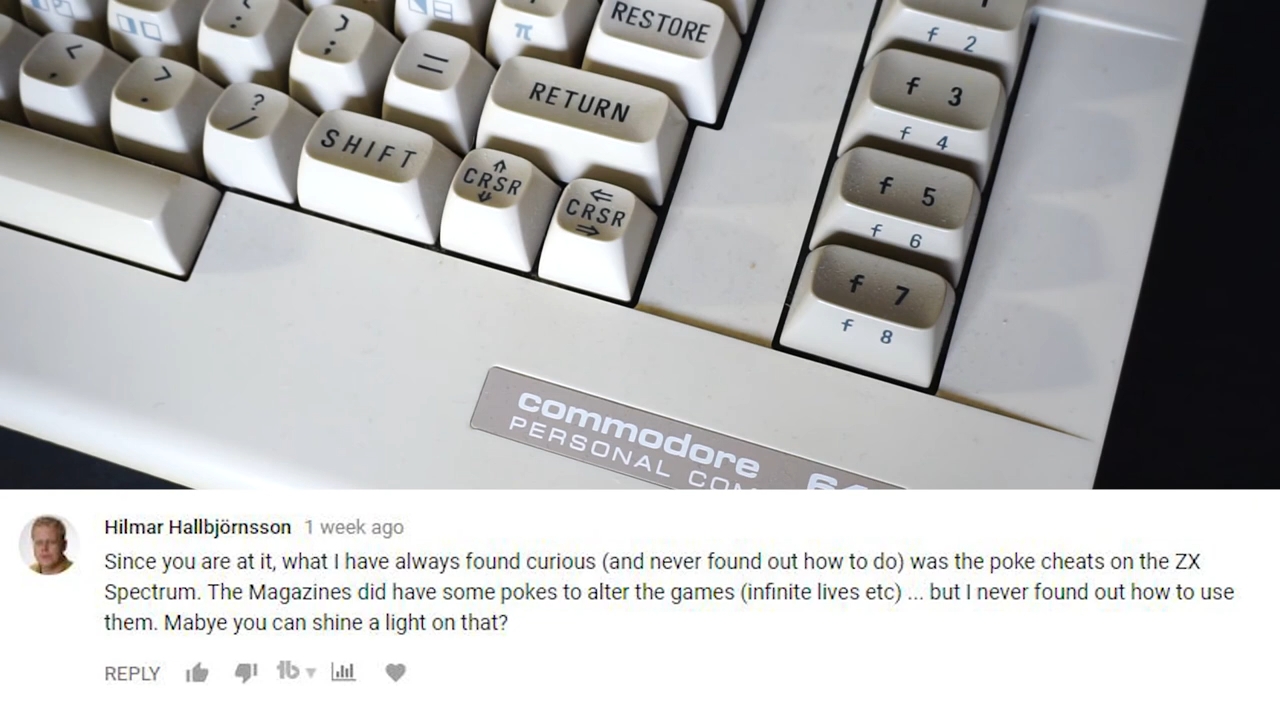 π
RESTORE
f 2
< ,
> .
? /
=
RETURN
f 3
f 4
SHIFT
⇑
CRSR
⇓
⇐
CRSR
⇒
f 5
f 6
f 7
f 8
commodore 64
PERSONAL COM
Hilmar Hallbjörnsson 1 week ago
Since you are at it, what I have always found curious (and never found out how to do) was the poke cheats on the ZX
Spectrum. The Magazines did have some pokes to alter the games (infinite lives etc) ... but I never found out how to use
them. Mabye you can shine a light on that?
REPLY